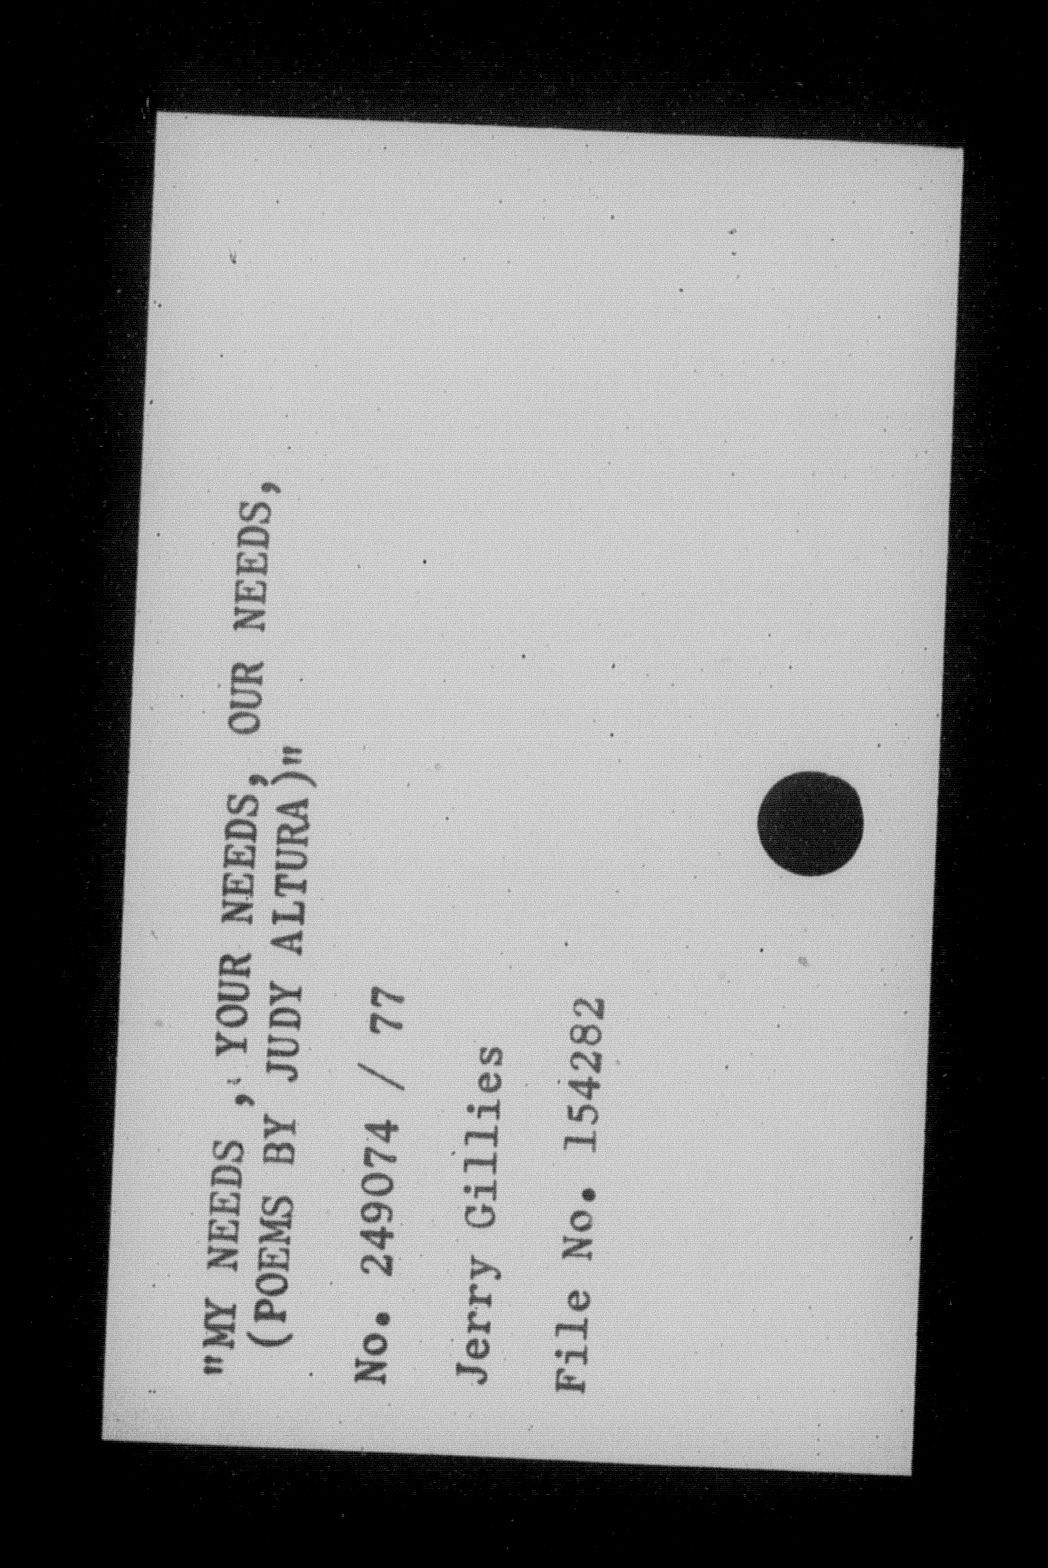 "MY NEEDS , YOUR NEEDS, OUR NEEDS,
(POEMS BY JUDY ALTURA)"
No. 249074 / 77
Jerry Gillies
File No. 154282